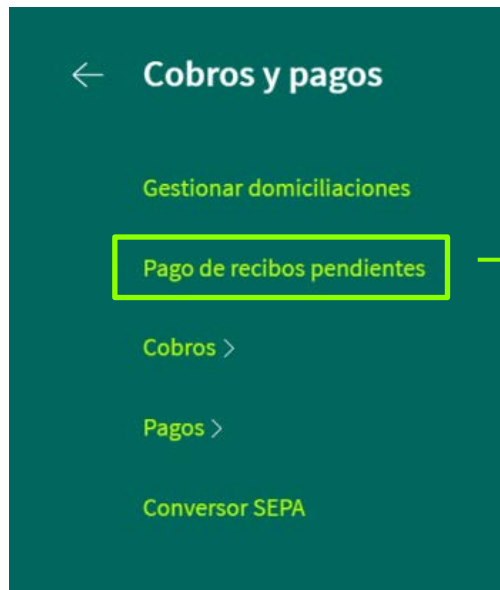 Cobros y pagos
Gestionar domiciliaciones
Pago de recibos pendientes
Cobros >
Pagos >
Conversor SEPA